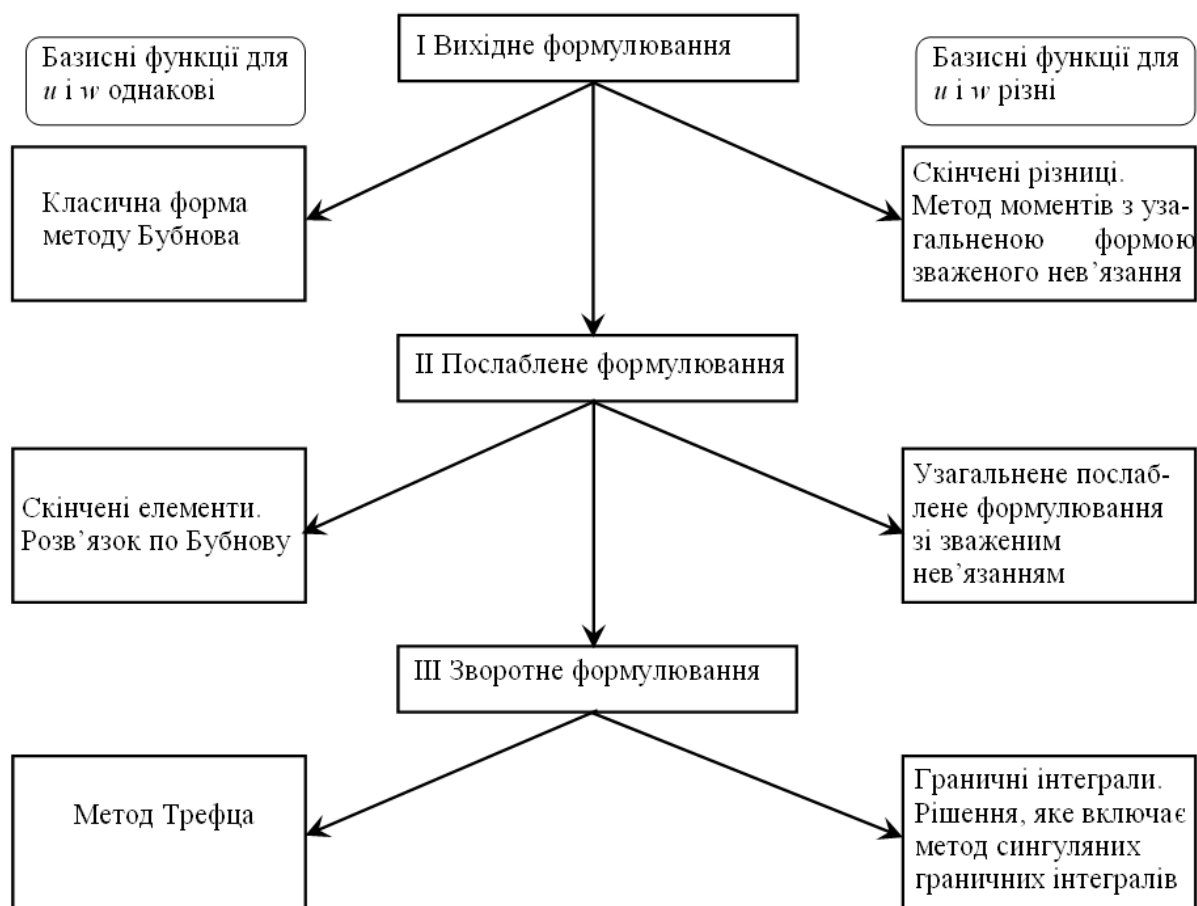 I Вихідне формулювання
Базисні функції для
u і w однакові
Базисні функції для
u і w різні
Класична форма
методу Бубнова
Скінчені різниці.
Метод моментів з уза-
гальненою формою
зваженого нев’язання
II Послаблене формулювання
Скінчені елементи.
Розв’язок по Бубнову
Узагальнене послаб-
лене формулювання
зі зваженим
нев’язанням
III Зворотне формулювання
Метод Трефца
Граничні інтеграли.
Рішення, яке включає
метод сингуляних
граничних інтегралів